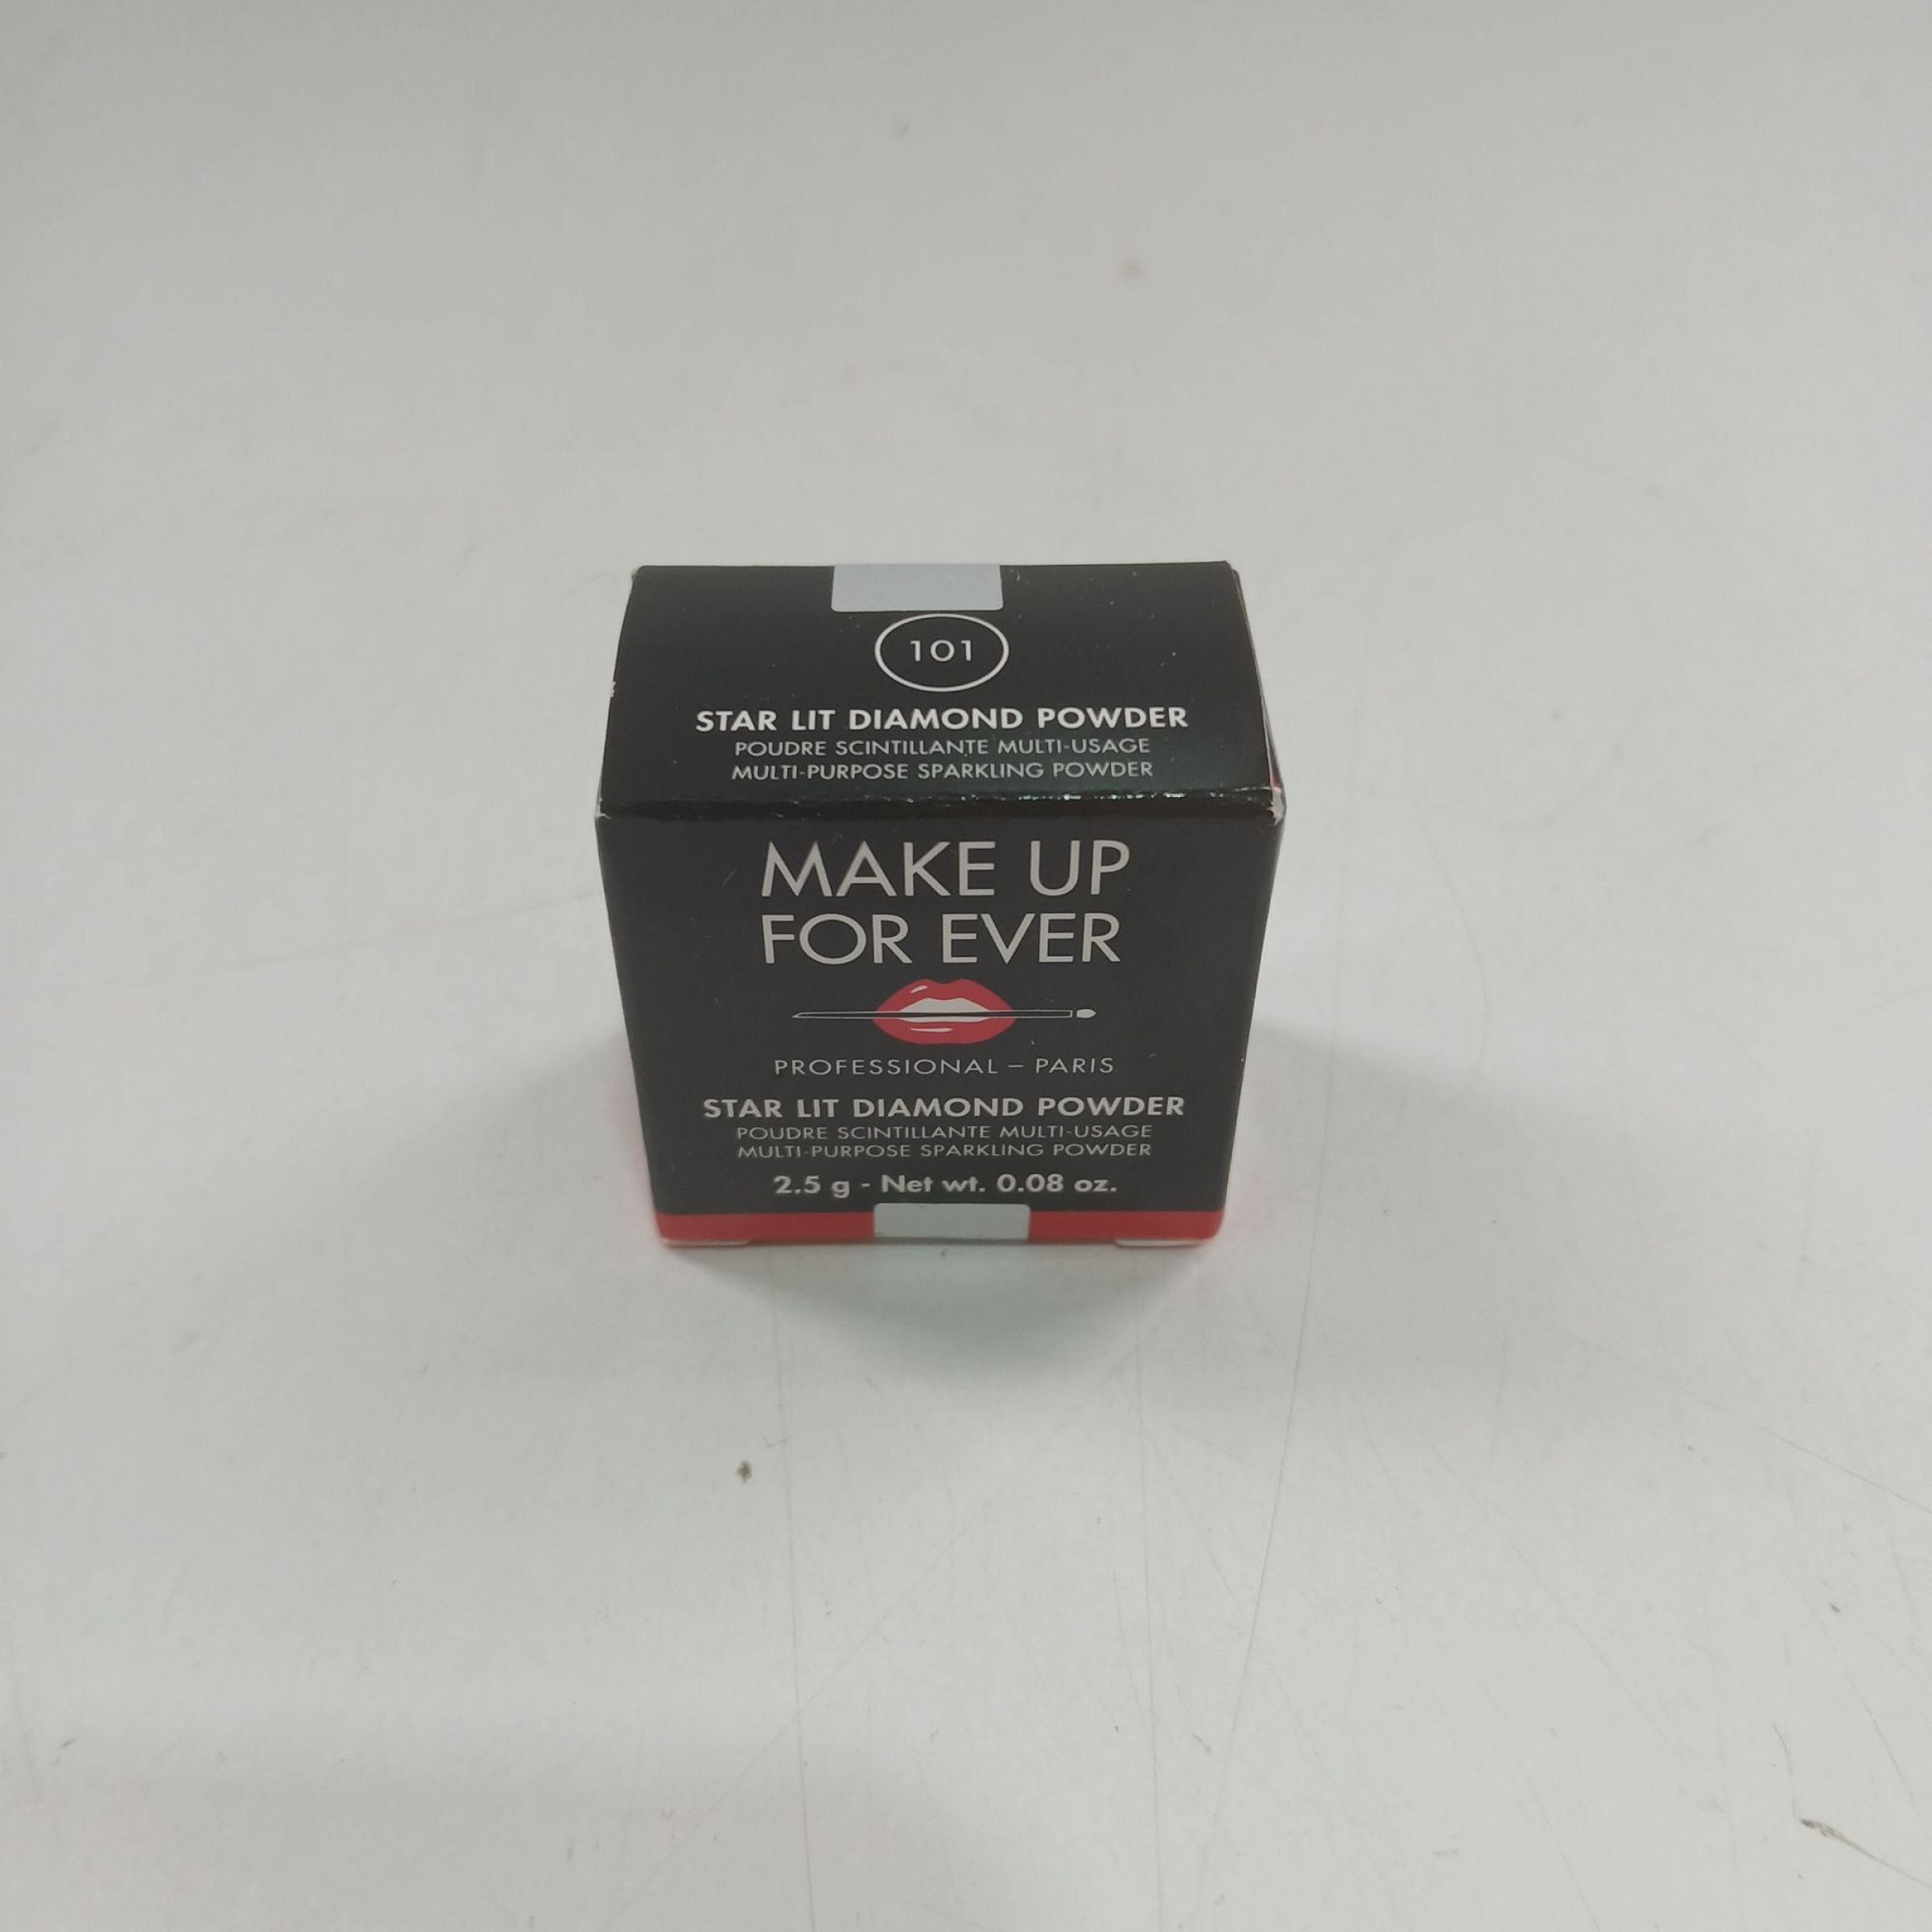 101
STAR LIT DIAMOND POWDER
POUDRE SCINTILLANTE MULTI-USAGE
MULTI-PURPOSE SPARKLING POWDER
MAKE UP
FOR EVER
PROFESSIONAL – PARIS
STAR LIT DIAMOND POWDER
POUDRE SCINTILLANTE MULTI-USAGE
MULTI-PURPOSE SPARKLING POWDER
2.5 g - Net wt. 0.08 oz.